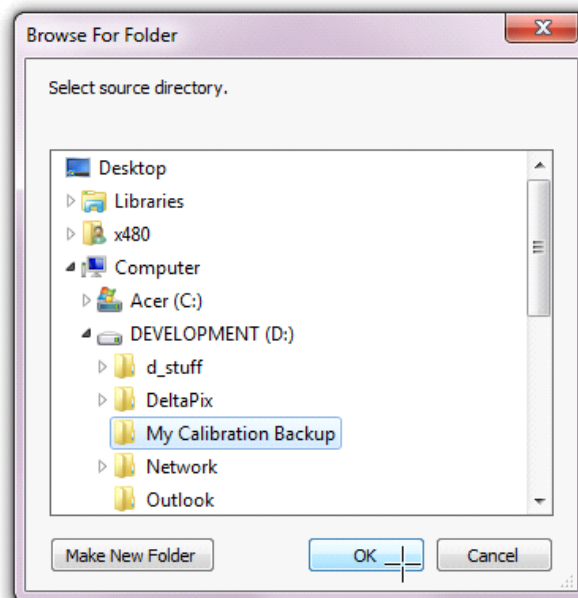 Browse For Folder
Select source directory.
Desktop
Libraries
x480
Computer
Acer (C:)
DEVELOPMENT (D:)
d_stuff
DeltaPix
My Calibration Backup
Network
Outlook
Make New Folder OK Cancel